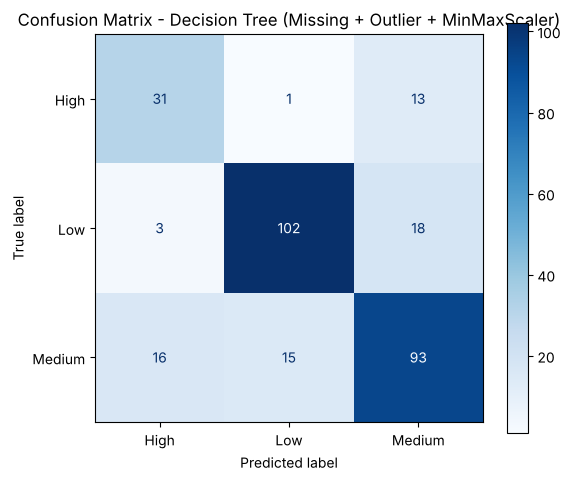 Confusion Matrix - Decision Tree (Missing + Outlier + MinMaxScaler)
100
High 31 1 13
80
True label
Low 3 102 18
60
40
Medium 16 15 93
20
High Low Medium
Predicted label